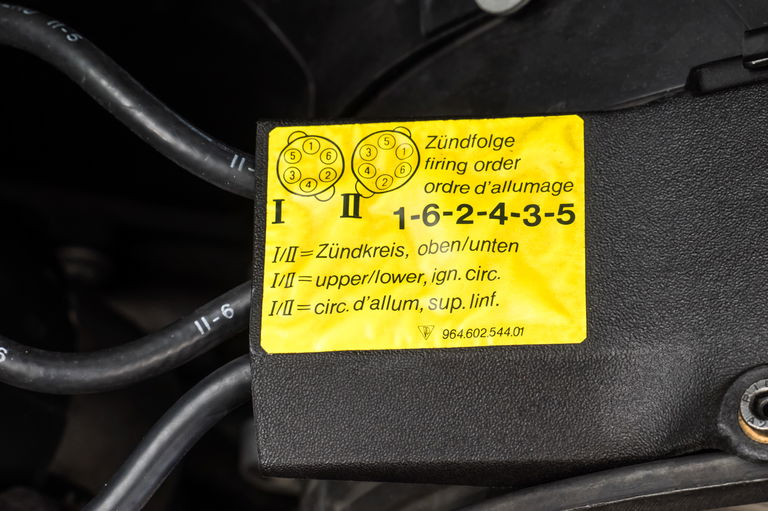 II-5
II-
II-6
6
1
6
2
4
3
5
5
1
6
2
4
3
I
II
Zündfolge
firing order
ordre d'allumage
1-6-2-4-3-5
I/II=Zündkreis, oben/unten
I/II=upper/lower, ign. circ.
I/II=circ. d'allum, sup. linf.
964.602.544.01